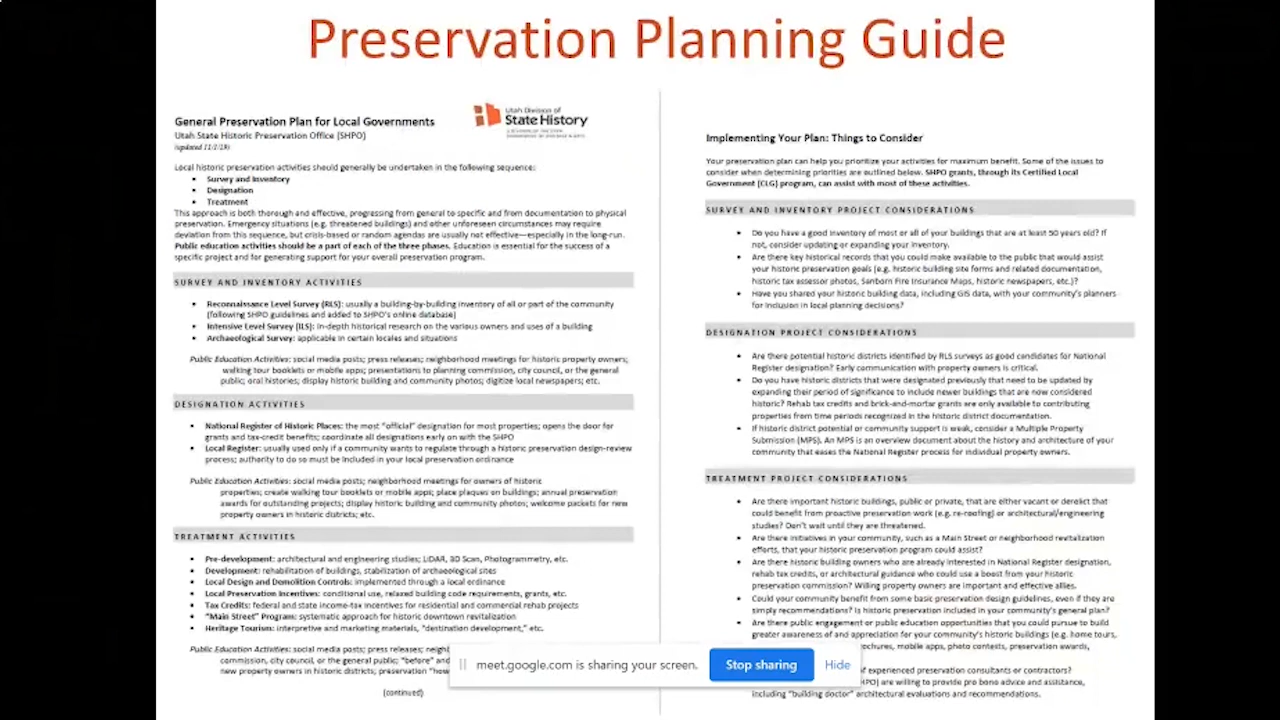 Preservation Planning Guide
General Preservation Plan for Local Governments
Utah State Historic Preservation Office (SHPO)
(updated 11/1/19)
Utah Division of
State History
Local historic preservation activities should generally be undertaken in the following sequence:
• Survey and Inventory
• Designation
• Treatment
This approach is both thorough and effective, progressing from general to specific and from documentation to physical
preservation. Emergency situations (e.g. threatened buildings) and other unforeseen circumstances may require
deviation from this sequence, but crisis-based or random agendas are usually not effective—especially in the long-run.
Public education activities should be a part of each of the three phases. Education is essential for the success of a
specific project and for generating support for your overall preservation program.
SURVEY AND INVENTORY ACTIVITIES
• Reconnaissance Level Survey (RLS): usually a building-by-building inventory of all or part of the community
(following SHPO guidelines and added to SHPO's online database)
• Intensive Level Survey (ILS): in-depth historical research on the various owners and uses of a building
• Archaeological Survey: applicable in certain locales and situations
Public Education Activities: social media posts; press releases; neighborhood meetings for historic property owners;
walking tour booklets or mobile apps; presentations to planning commission, city council, or the general
public; oral histories; display historic building and community photos; digitize local newspapers; etc.
DESIGNATION ACTIVITIES
• National Register of Historic Places: the most "official" designation for most properties; opens the door for
grants and tax-credit benefits; coordinate all designations early on with the SHPO
• Local Register: usually used only if a community wants to regulate through a historic preservation design-review
process; authority to do so must be included in your local preservation ordinance
Public Education Activities: social media posts; neighborhood meetings for owners of historic
properties; create walking tour booklets or mobile apps; place plaques on buildings; annual preservation
awards for outstanding projects; display historic building and community photos; welcome packets for new
property owners in historic districts; etc.
TREATMENT ACTIVITIES
• Pre-development: architectural and engineering studies; LiDAR, 3D Scan, Photogrammetry, etc.
• Development: rehabilitation of buildings, stabilization of archaeological sites
• Local Design and Demolition Controls: implemented through a local ordinance
• Local Preservation Incentives: conditional use, relaxed building code requirements, grants, etc.
• Tax Credits: federal and state income-tax incentives for residential and commercial rehab projects
• "Main Street" Program: systematic approach for historic downtown revitalization
• Heritage Tourism: interpretive and marketing materials, "destination development," etc.
Public Education Activities: social media posts; press releases;
commission, city council, or the general public; "before" and
new property owners in historic districts; preservation
(continued)
Implementing Your Plan: Things to Consider
Your preservation plan can help you prioritize your activities for maximum benefit. Some of the issues to
consider when determining priorities are outlined below. SHPO grants, through its Certified Local
Government (CLG) program, can assist with most of these activities.
SURVEY AND INVENTORY PROJECT CONSIDERATIONS
• Do you have a good inventory of most or all of your buildings that are at least 50 years old? If
not, consider updating or expanding your inventory.
• Are there key historical records that you could make available to the public that would assist
your historic preservation goals (e.g. historic building site forms and related documentation,
historic tax assessor photos, Sanborn Fire Insurance Maps, historic newspapers, etc.)?
• Have you shared your historic building data, including GIS data, with your community's planners
for inclusion in local planning decisions?
DESIGNATION PROJECT CONSIDERATIONS
• Are there potential historic districts identified by RLS surveys as good candidates for National
Register designation? Early communication with property owners is critical.
• Do you have historic districts that were designated previously that need to be updated by
expanding their period of significance to include newer buildings that are now considered
historic? Rehab tax credits and brick-and-mortar grants are only available to contributing
properties from time periods recognized in the historic district documentation.
• If historic district potential or community support is weak, consider a Multiple Property
Submission (MPS). An MPS is an overview document about the history and architecture of your
community that eases the National Register process for individual property owners.
TREATMENT PROJECT CONSIDERATIONS
• Are there important historic buildings, public or private, that are either vacant or derelict that
could benefit from proactive preservation work (e.g. re-roofing) or architectural/engineering
studies? Don't wait until they are threatened.
• Are there initiatives in your community, such as a Main Street or neighborhood revitalization
efforts, that your historic preservation program could assist?
• Are there historic building owners who are already interested in National Register designation,
rehab tax credits, or architectural guidance who could use a boost from your historic
preservation commission? Willing property owners are important and effective allies.
• Could your community benefit from some basic preservation design guidelines, even if they are
simply recommendations? Is historic preservation included in your community's general plan?
• Are there public engagement or public education opportunities that you could pursue to build
greater awareness of and appreciation for your community's historic buildings (e.g. home tours,
mobile apps, photo contests, preservation awards,
of experienced preservation consultants or contractors?
are willing to provide pro bono advice and assistance,
including "building doctor" architectural evaluations and recommendations.
meet.google.com is sharing your screen. Stop sharing Hide